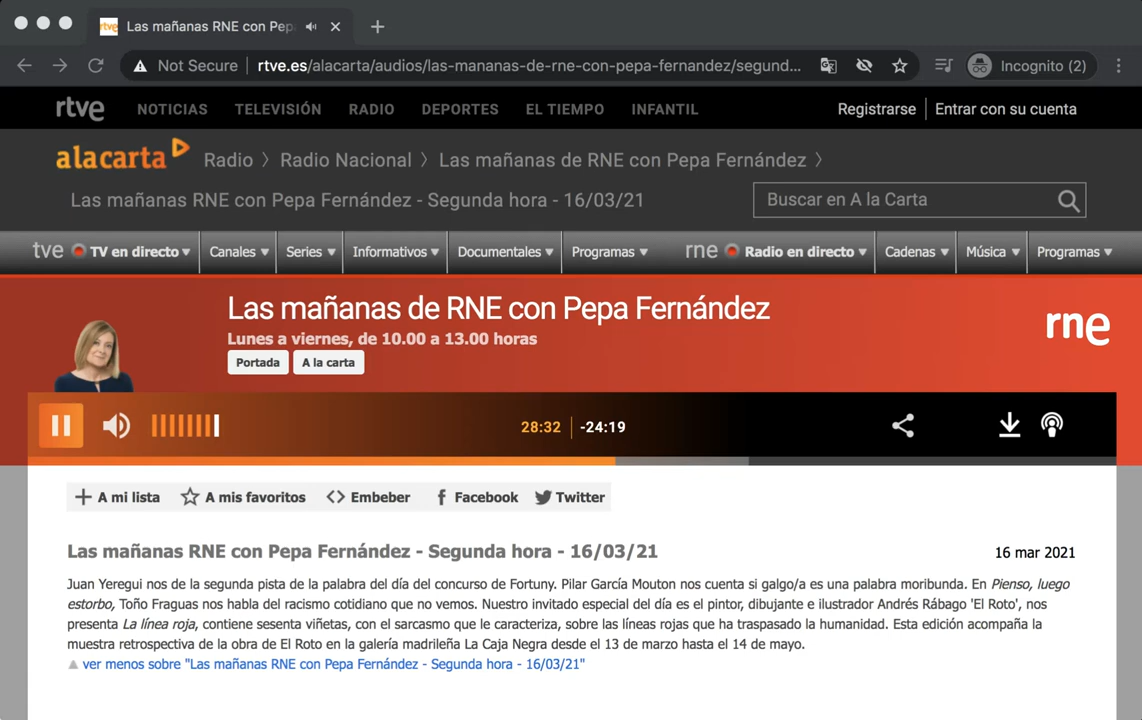 rtve Las mañanas RNE con Pep
Not Secure rtve.es/alacarta/audios/las-mananas-de-rne-con-pepa-fernandez/segund... Incognito (2)
rtve NOTICIAS TELEVISIÓN RADIO DEPORTES EL TIEMPO INFANTIL Registrarse Entrar con su cuenta
alacarta Radio Radio Nacional Las mañanas de RNE con Pepa Fernández
Las mañanas RNE con Pepa Fernández - Segunda hora - 16/03/21 Buscar en A la Carta
tve TV en directo Canales Series Informativos Documentales Programas rne Radio en directo Cadenas Música Programas
Las mañanas de RNE con Pepa Fernández
rne
Lunes a viernes, de 10.00 a 13.00 horas
Portada A la carta
28:32 -24:19
A mi lista A mis favoritos Embeber Facebook Twitter
Las mañanas RNE con Pepa Fernández - Segunda hora - 16/03/21 16 mar 2021
Juan Yeregui nos de la segunda pista de la palabra del día del concurso de Fortuny. Pilar García Mouton nos cuenta si galgo/a es una palabra moribunda. En Pienso, luego
estorbo, Toño Fraguas nos habla del racismo cotidiano que no vemos. Nuestro invitado especial del día es el pintor, dibujante e ilustrador Andrés Rábago 'El Roto', nos
presenta La línea roja, contiene sesenta viñetas, con el sarcasmo que le caracteriza, sobre las líneas rojas que ha traspasado la humanidad. Esta edición acompaña la
muestra retrospectiva de la obra de El Roto en la galería madrileña La Caja Negra desde el 13 de marzo hasta el 14 de mayo.
ver menos sobre "Las mañanas RNE con Pepa Fernández - Segunda hora - 16/03/21"